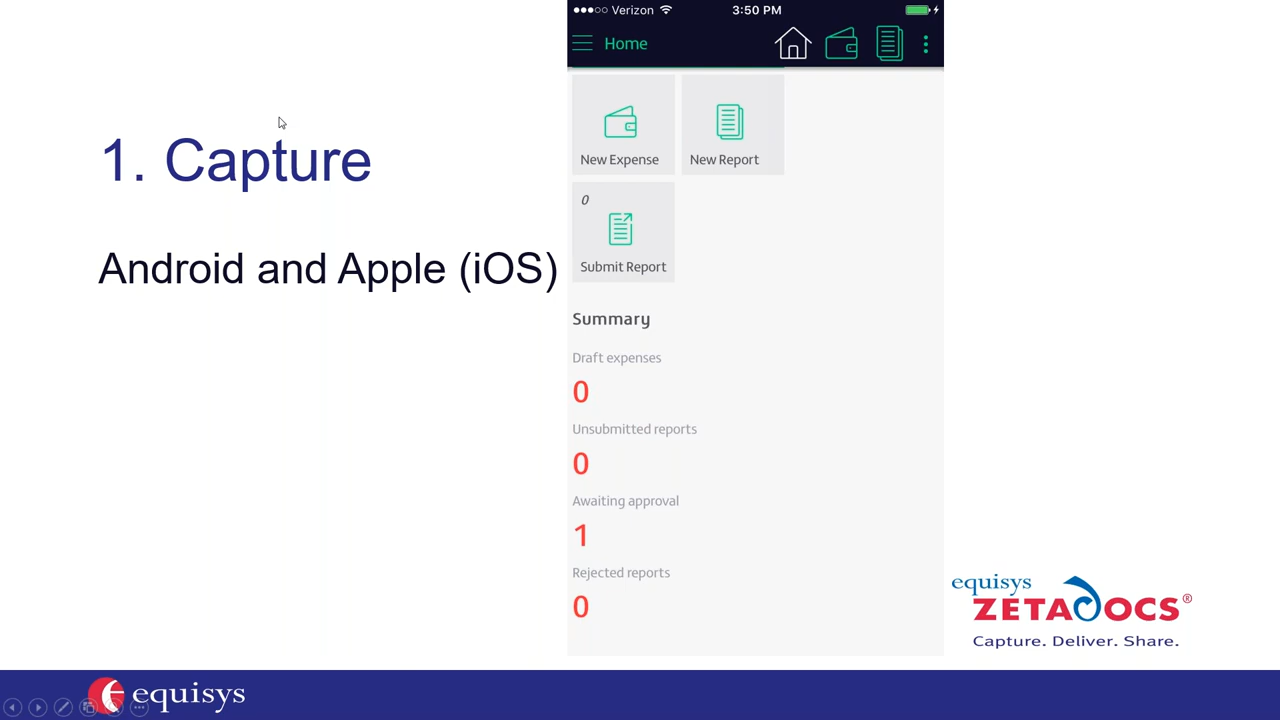 1. Capture
Android and Apple (iOS)
Verizon
3:50 PM
Home
New Expense
New Report
0
Submit Report
Summary
Draft expenses
0
Unsubmitted reports
0
Awaiting approval
1
Rejected reports
0
equisys
ZETADOCS®
Capture. Deliver. Share.
equisys